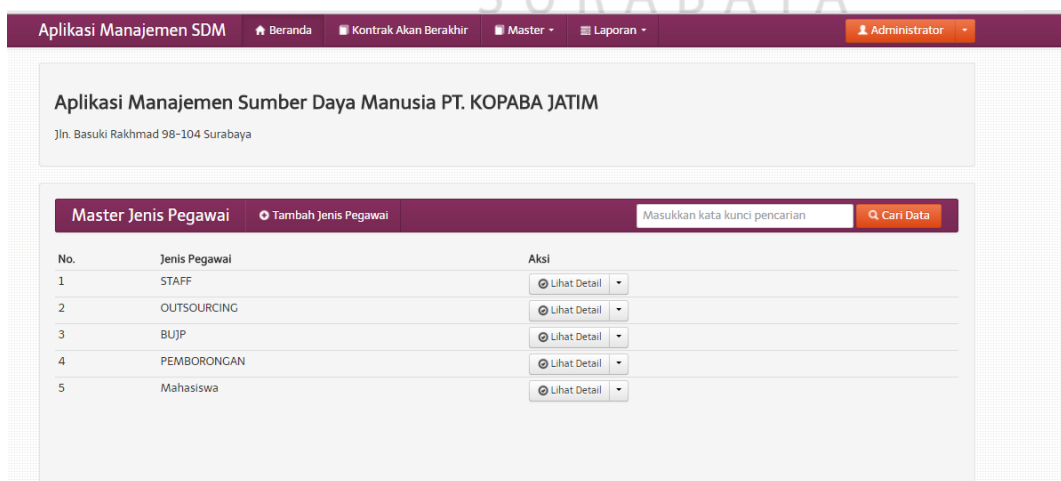 SURABAYA
Aplikasi Manajemen SDM Beranda Kontrak Akan Berakhir Master Laporan Administrator
Aplikasi Manajemen Sumber Daya Manusia PT. KOPABA JATIM
Jln. Basuki Rakhmad 98-104 Surabaya
Master Jenis Pegawai Tambah Jenis Pegawai Masukkan kata kunci pencarian Cari Data
No. Jenis Pegawai Aksi
1 STAFF Lihat Detail
2 OUTSOURCING Lihat Detail
3 BUJP Lihat Detail
4 PEMBORONGAN Lihat Detail
5 Mahasiswa Lihat Detail